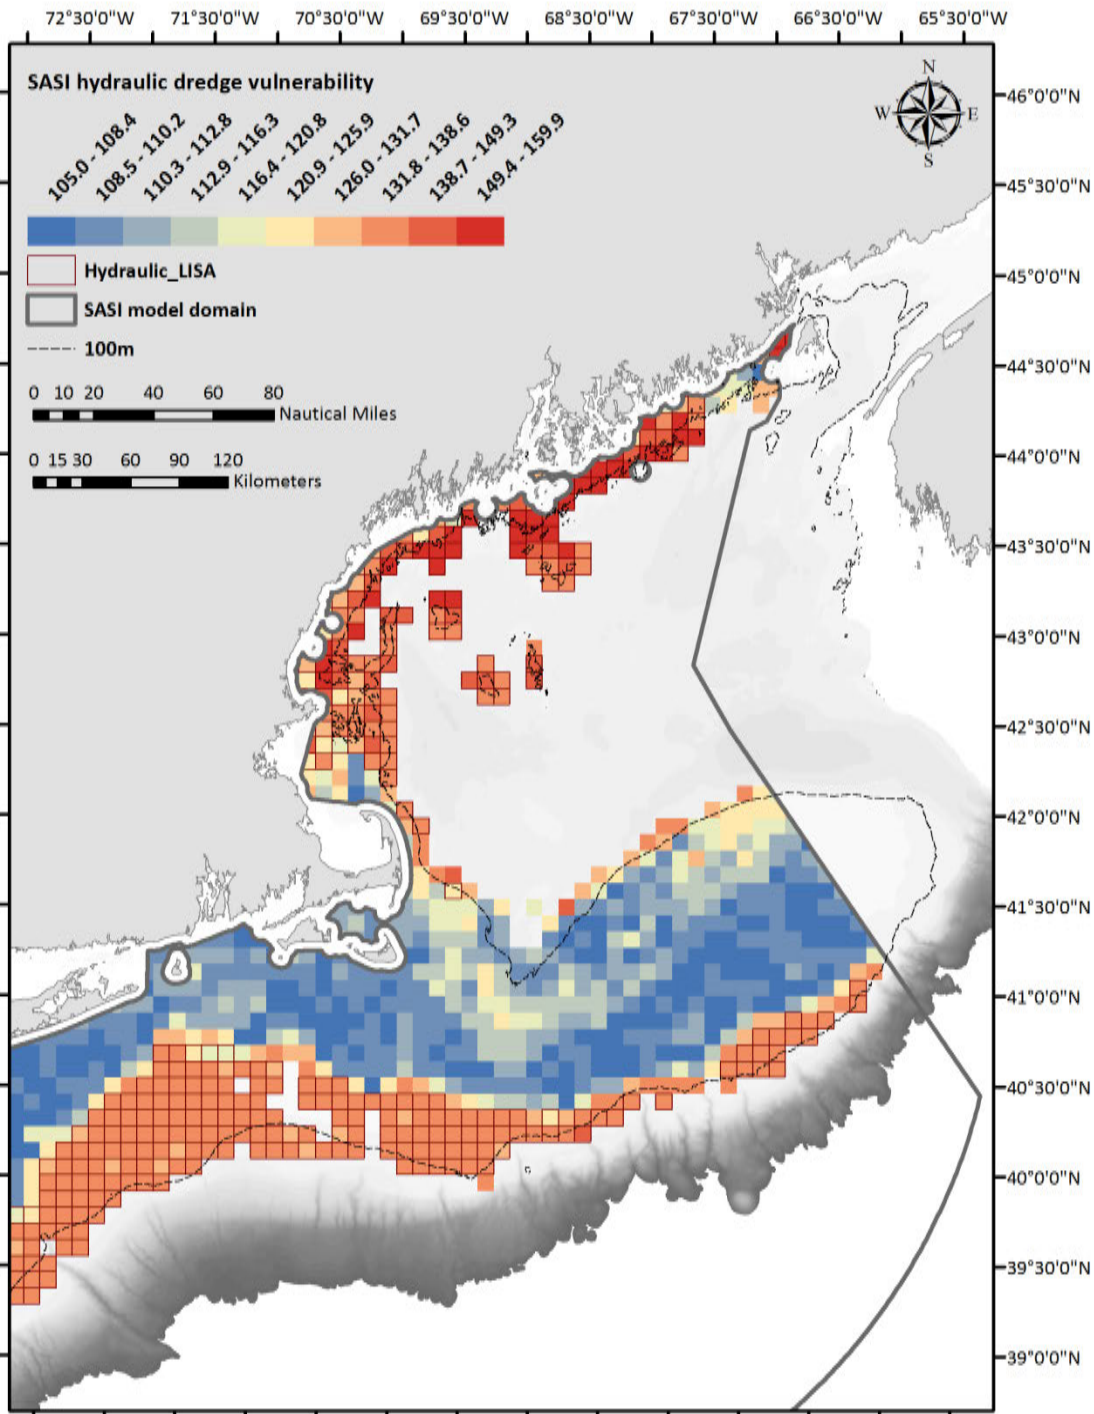 72°30'0"W 71°30'0"W 70°30'0"W 69°30'0"W 68°30'0"W 67°30'0"W 66°30'0"W 65°30'0"W
SASI hydraulic dredge vulnerability
105.0 - 108.4
108.5 - 110.2
110.3 - 112.8
112.9 - 116.3
116.4 - 120.8
120.9 - 125.9
126.0 - 131.7
131.8 - 138.6
138.7 - 149.3
149.4 - 159.9
Hydraulic_LISA
SASI model domain
100m
0 10 20 40 60 80
Nautical Miles
0 15 30 60 90 120
Kilometers
N
W E
S
46°0'0"N
45°30'0"N
45°0'0"N
44°30'0"N
44°0'0"N
43°30'0"N
43°0'0"N
42°30'0"N
42°0'0"N
41°30'0"N
41°0'0"N
40°30'0"N
40°0'0"N
39°30'0"N
39°0'0"N